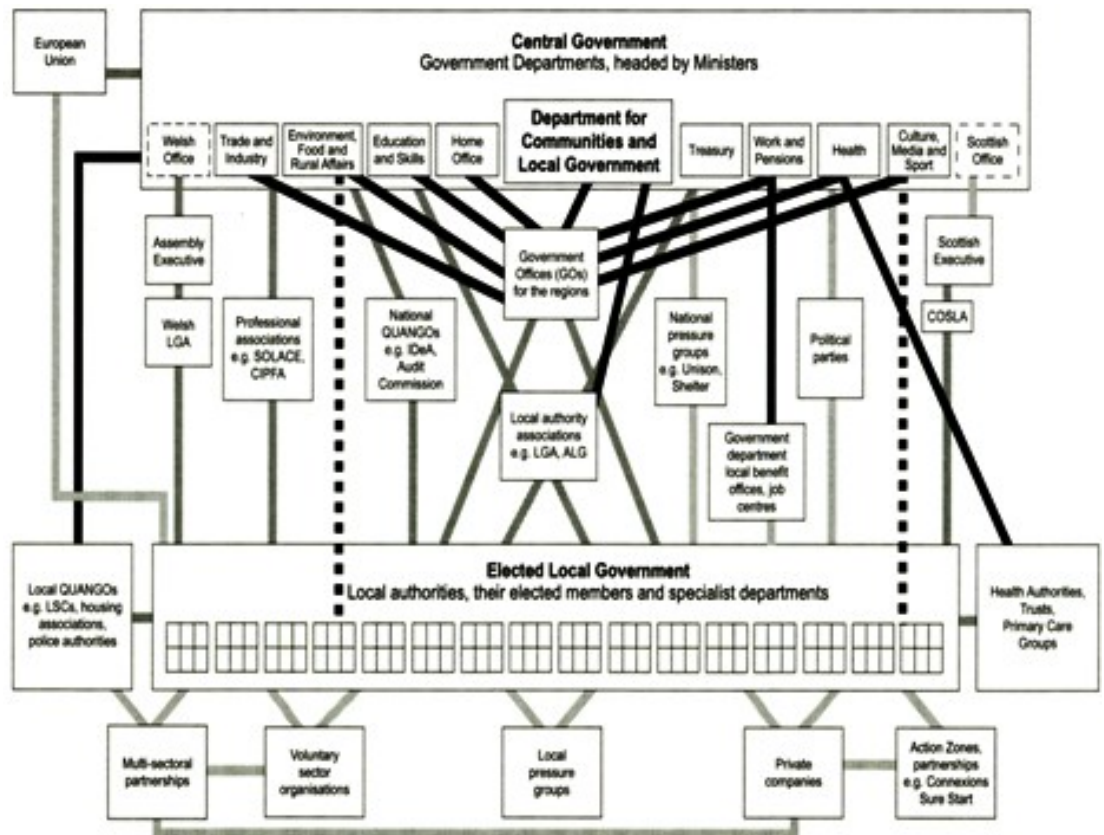 European
Union
Central Government
Government Departments, headed by Ministers
Welsh
Office
Trade and
Industry
Environment,
Food and
Rural Affairs
Education
and Skills
Home
Office
Department for
Communities and
Local Government
Treasury
Work and
Pensions
Health
Culture,
Media and
Sport
Scottish
Office
Assembly
Executive
Government
Offices (GOs)
for the regions
Scottish
Executive
Welsh
LGA
Professional
associations
e.g. SOLACE,
CIPFA
National
QUANGOs
e.g. IDeA,
Audit
Commission
National
pressure
groups
e.g. Unison,
Shelter
Political
parties
COSLA
Local authority
associations
e.g. LGA, ALG
Government
department
local benefit
offices, job
centres
Local QUANGOs
e.g. LSCs, housing
associations,
police authorities
Elected Local Government
Local authorities, their elected members and specialist departments
Health Authorities,
Trusts,
Primary Care
Groups
Multi-sectoral
partnerships
Voluntary
sector
organisations
Local
pressure
groups
Private
companies
Action Zones,
partnerships
e.g. Connexions
Sure Start